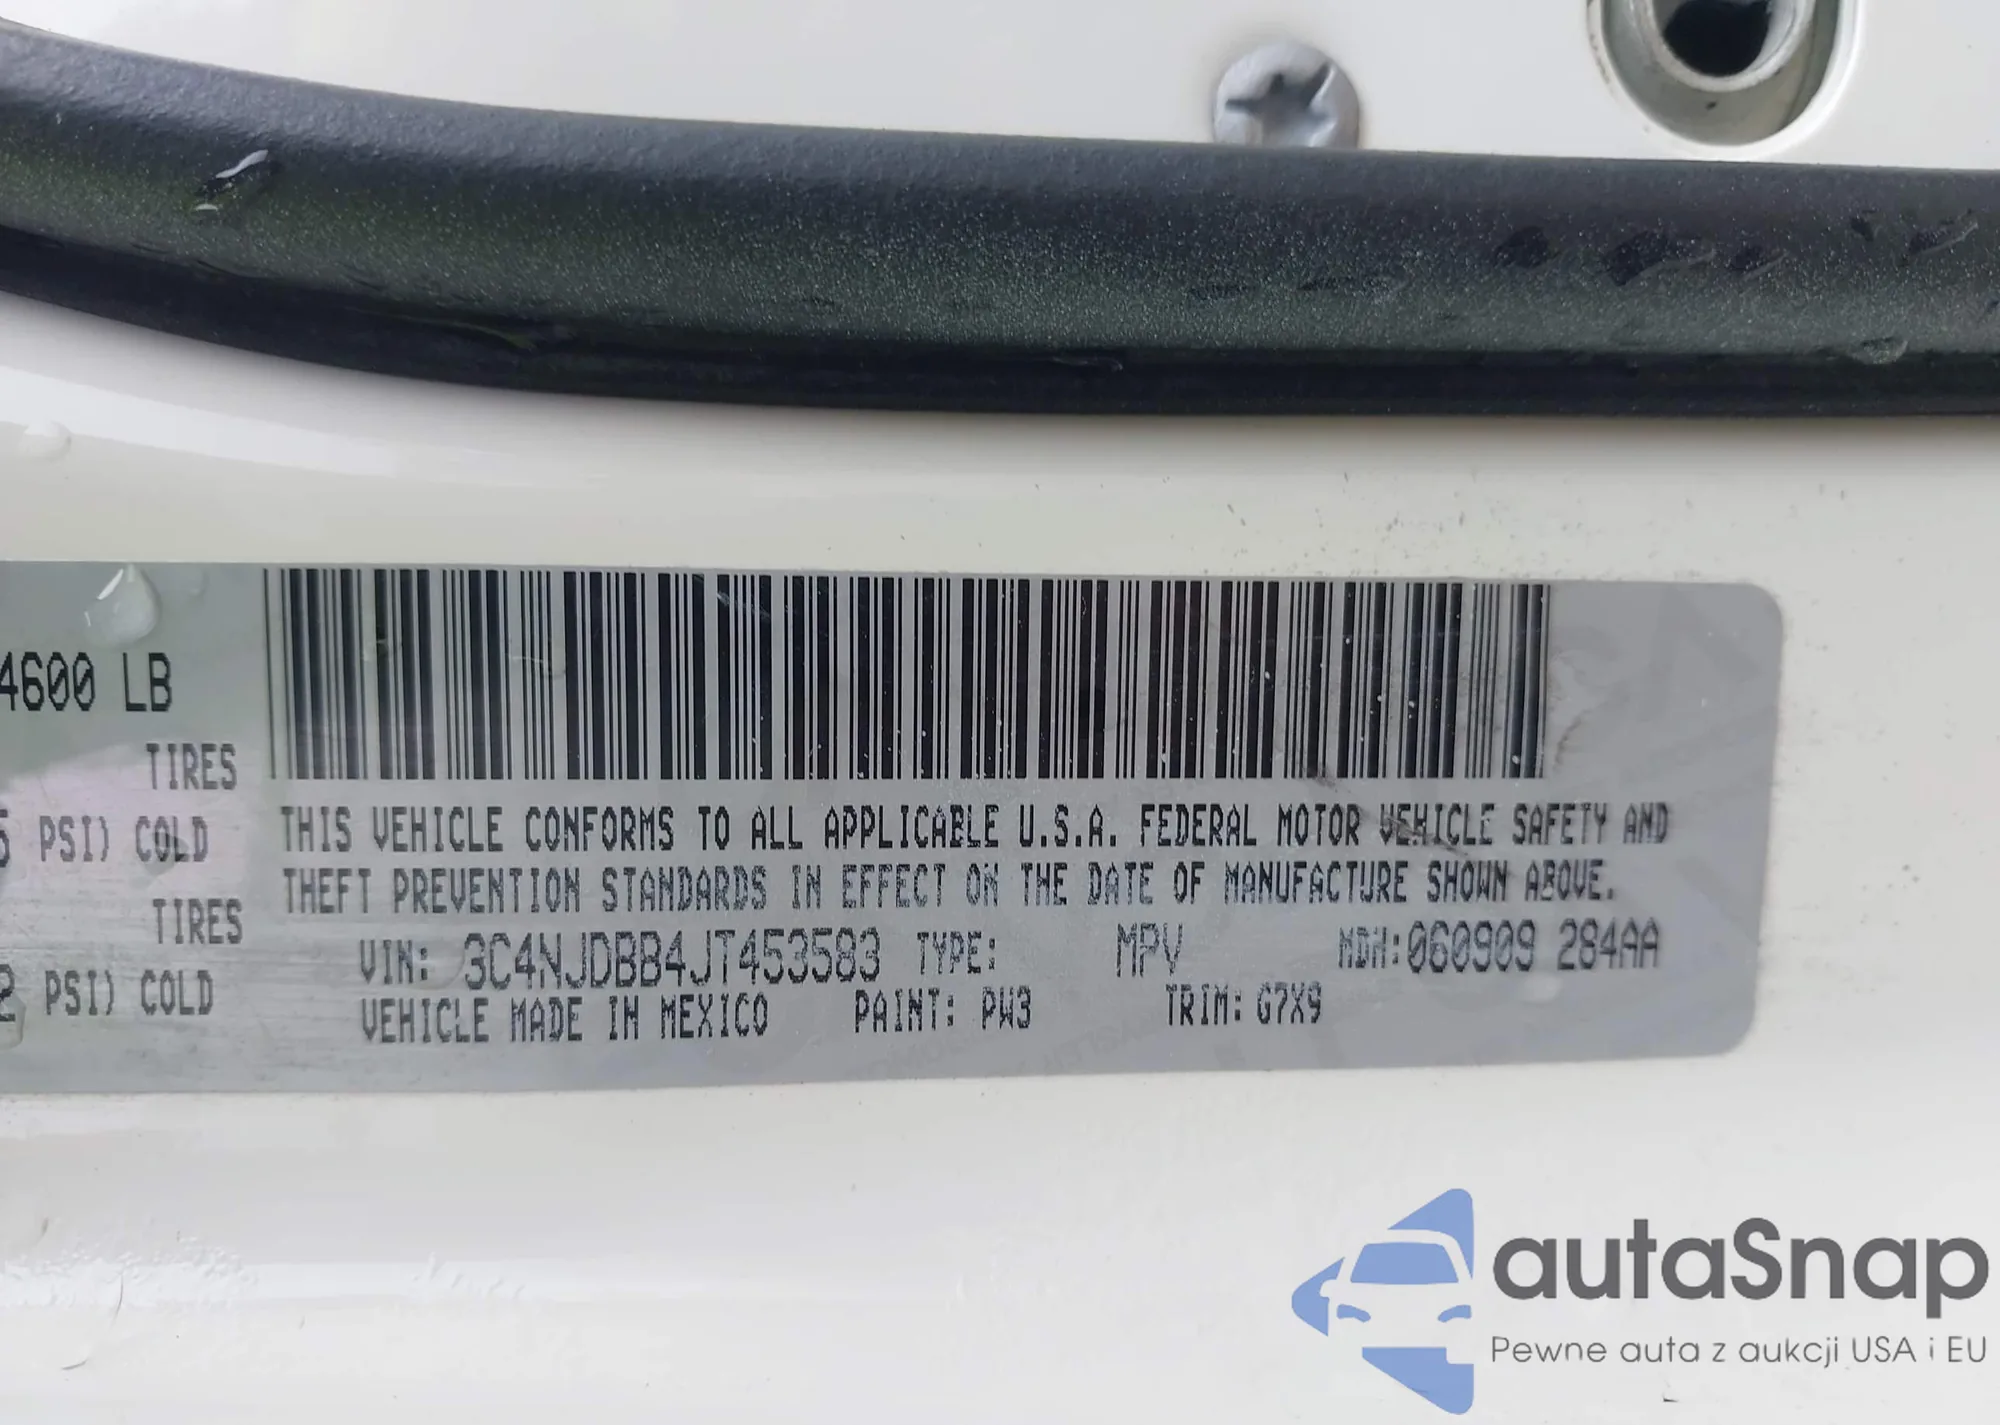 4600 LB
TIRES
PSI) COLD
TIRES
2 PSI) COLD
THIS VEHICLE CONFORMS TO ALL APPLICABLE U.S.A. FEDERAL MOTOR VEHICLE SAFETY AND
THEFT PREVENTION STANDARDS IN EFFECT ON THE DATE OF MANUFACTURE SHOWN ABOVE.
VIN: 3C4NJDBB4JT453583 TYPE: MPV MDH:060909 284AA
VEHICLE MADE IN MEXICO PAINT: PW3 TRIM: G7X9
autaSnap
Pewne auta z aukcji USA i EU